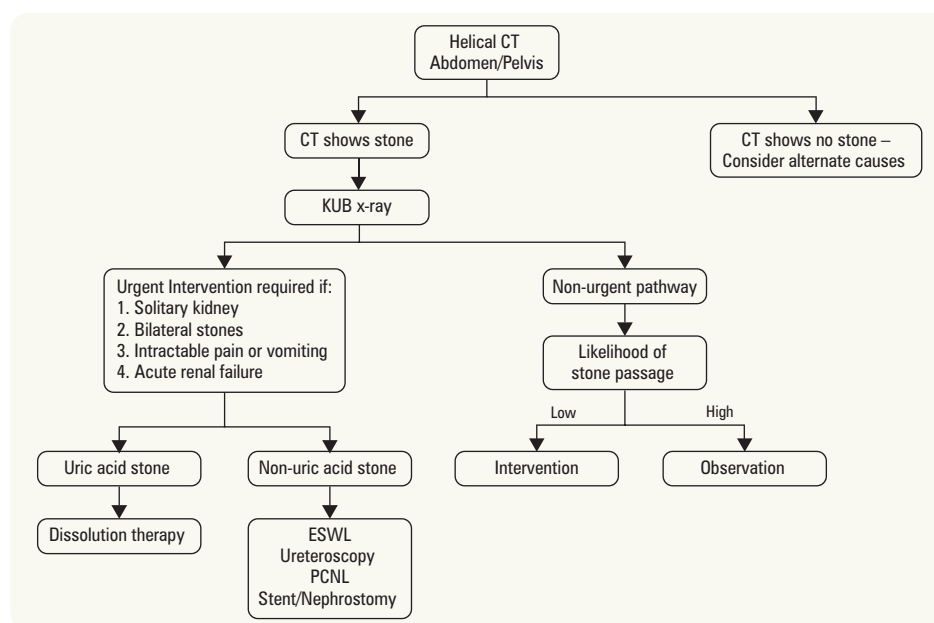 Helical CT
Abdomen/Pelvis
CT shows stone
CT shows no stone –
Consider alternate causes
KUB x-ray
Urgent Intervention required if:
1. Solitary kidney
2. Bilateral stones
3. Intractable pain or vomiting
4. Acute renal failure
Non-urgent pathway
Likelihood of
stone passage
Low
High
Uric acid stone
Non-uric acid stone
Intervention
Observation
Dissolution therapy
ESWL
Ureteroscopy
PCNL
Stent/Nephrostomy